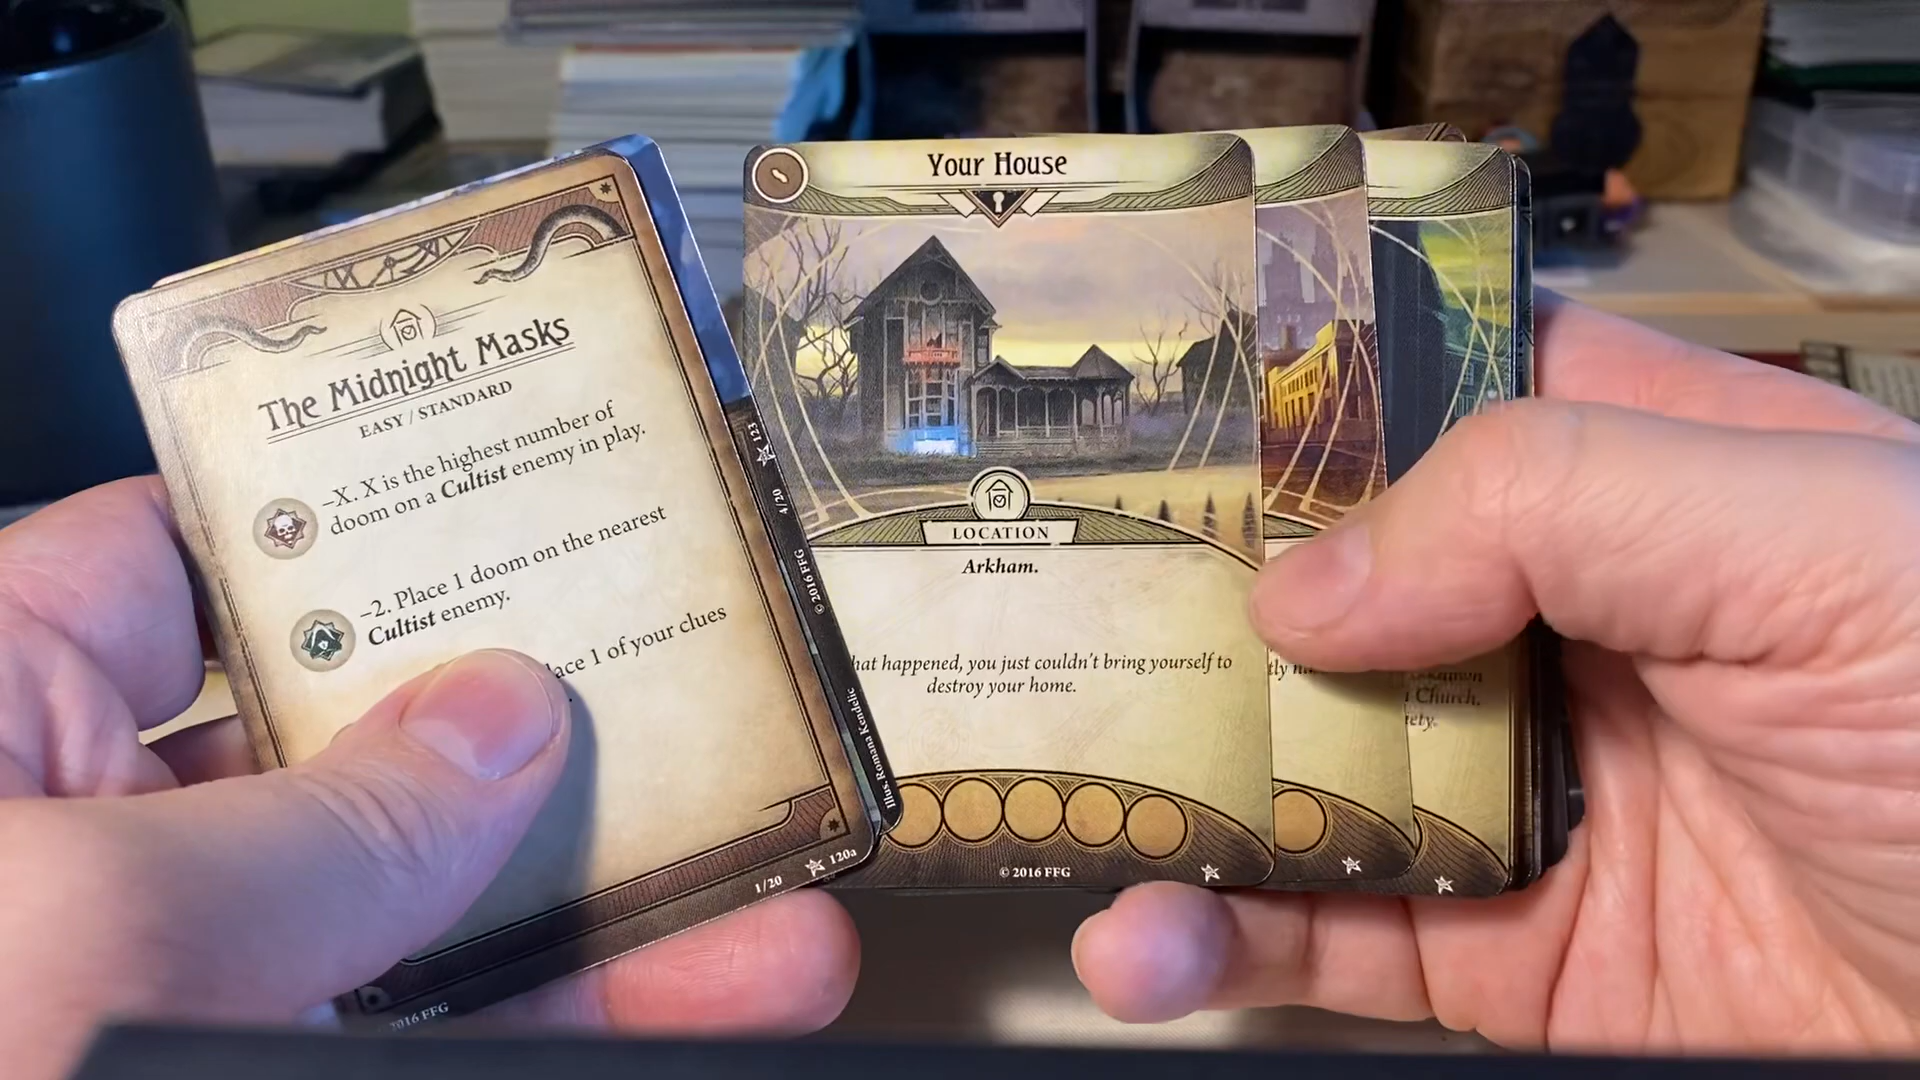 The Midnight Masks
EASY / STANDARD
–X. X is the highest number of
doom on a Cultist enemy in play.
–2. Place 1 doom on the nearest
Cultist enemy.
1 of your clues
1/20
120a
2016 FFG
4/20
123
© 2016 FFG
Illus. Romana Kendelic
Your House
LOCATION
Arkham.
happened, you just couldn't bring yourself to
destroy your home.
© 2016 FFG
Church,